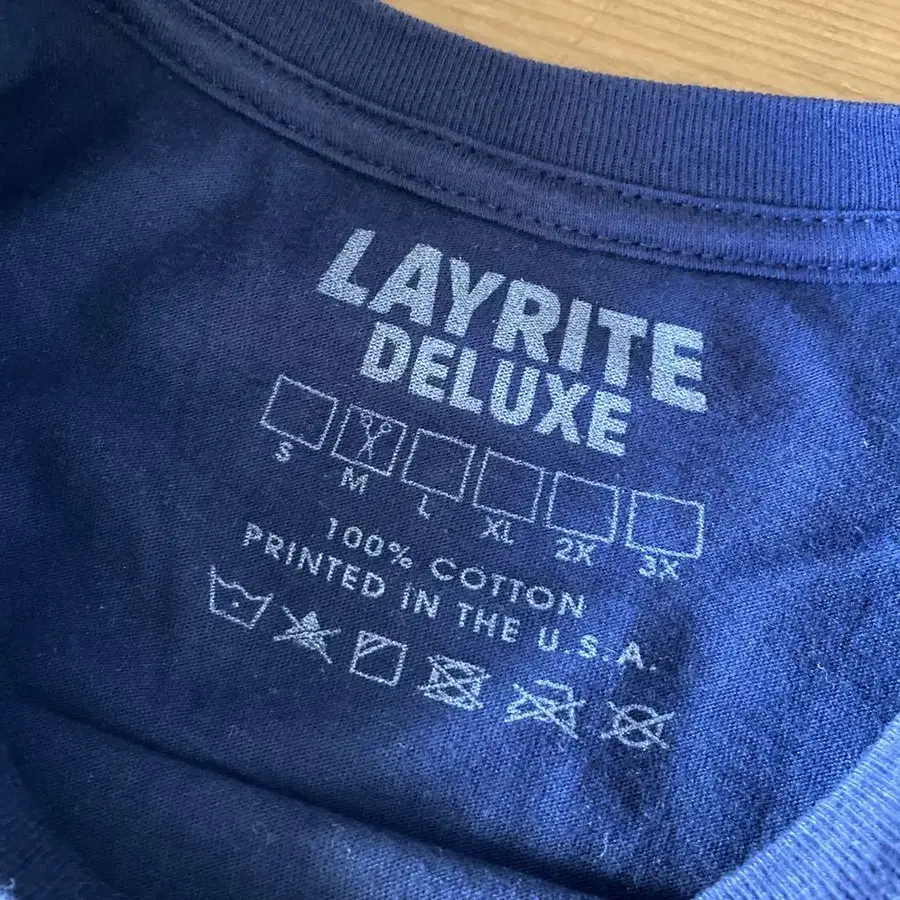 LAYRITE
DELUXE
S M L XL 2X 3X
100% COTTON
PRINTED IN THE U.S.A.